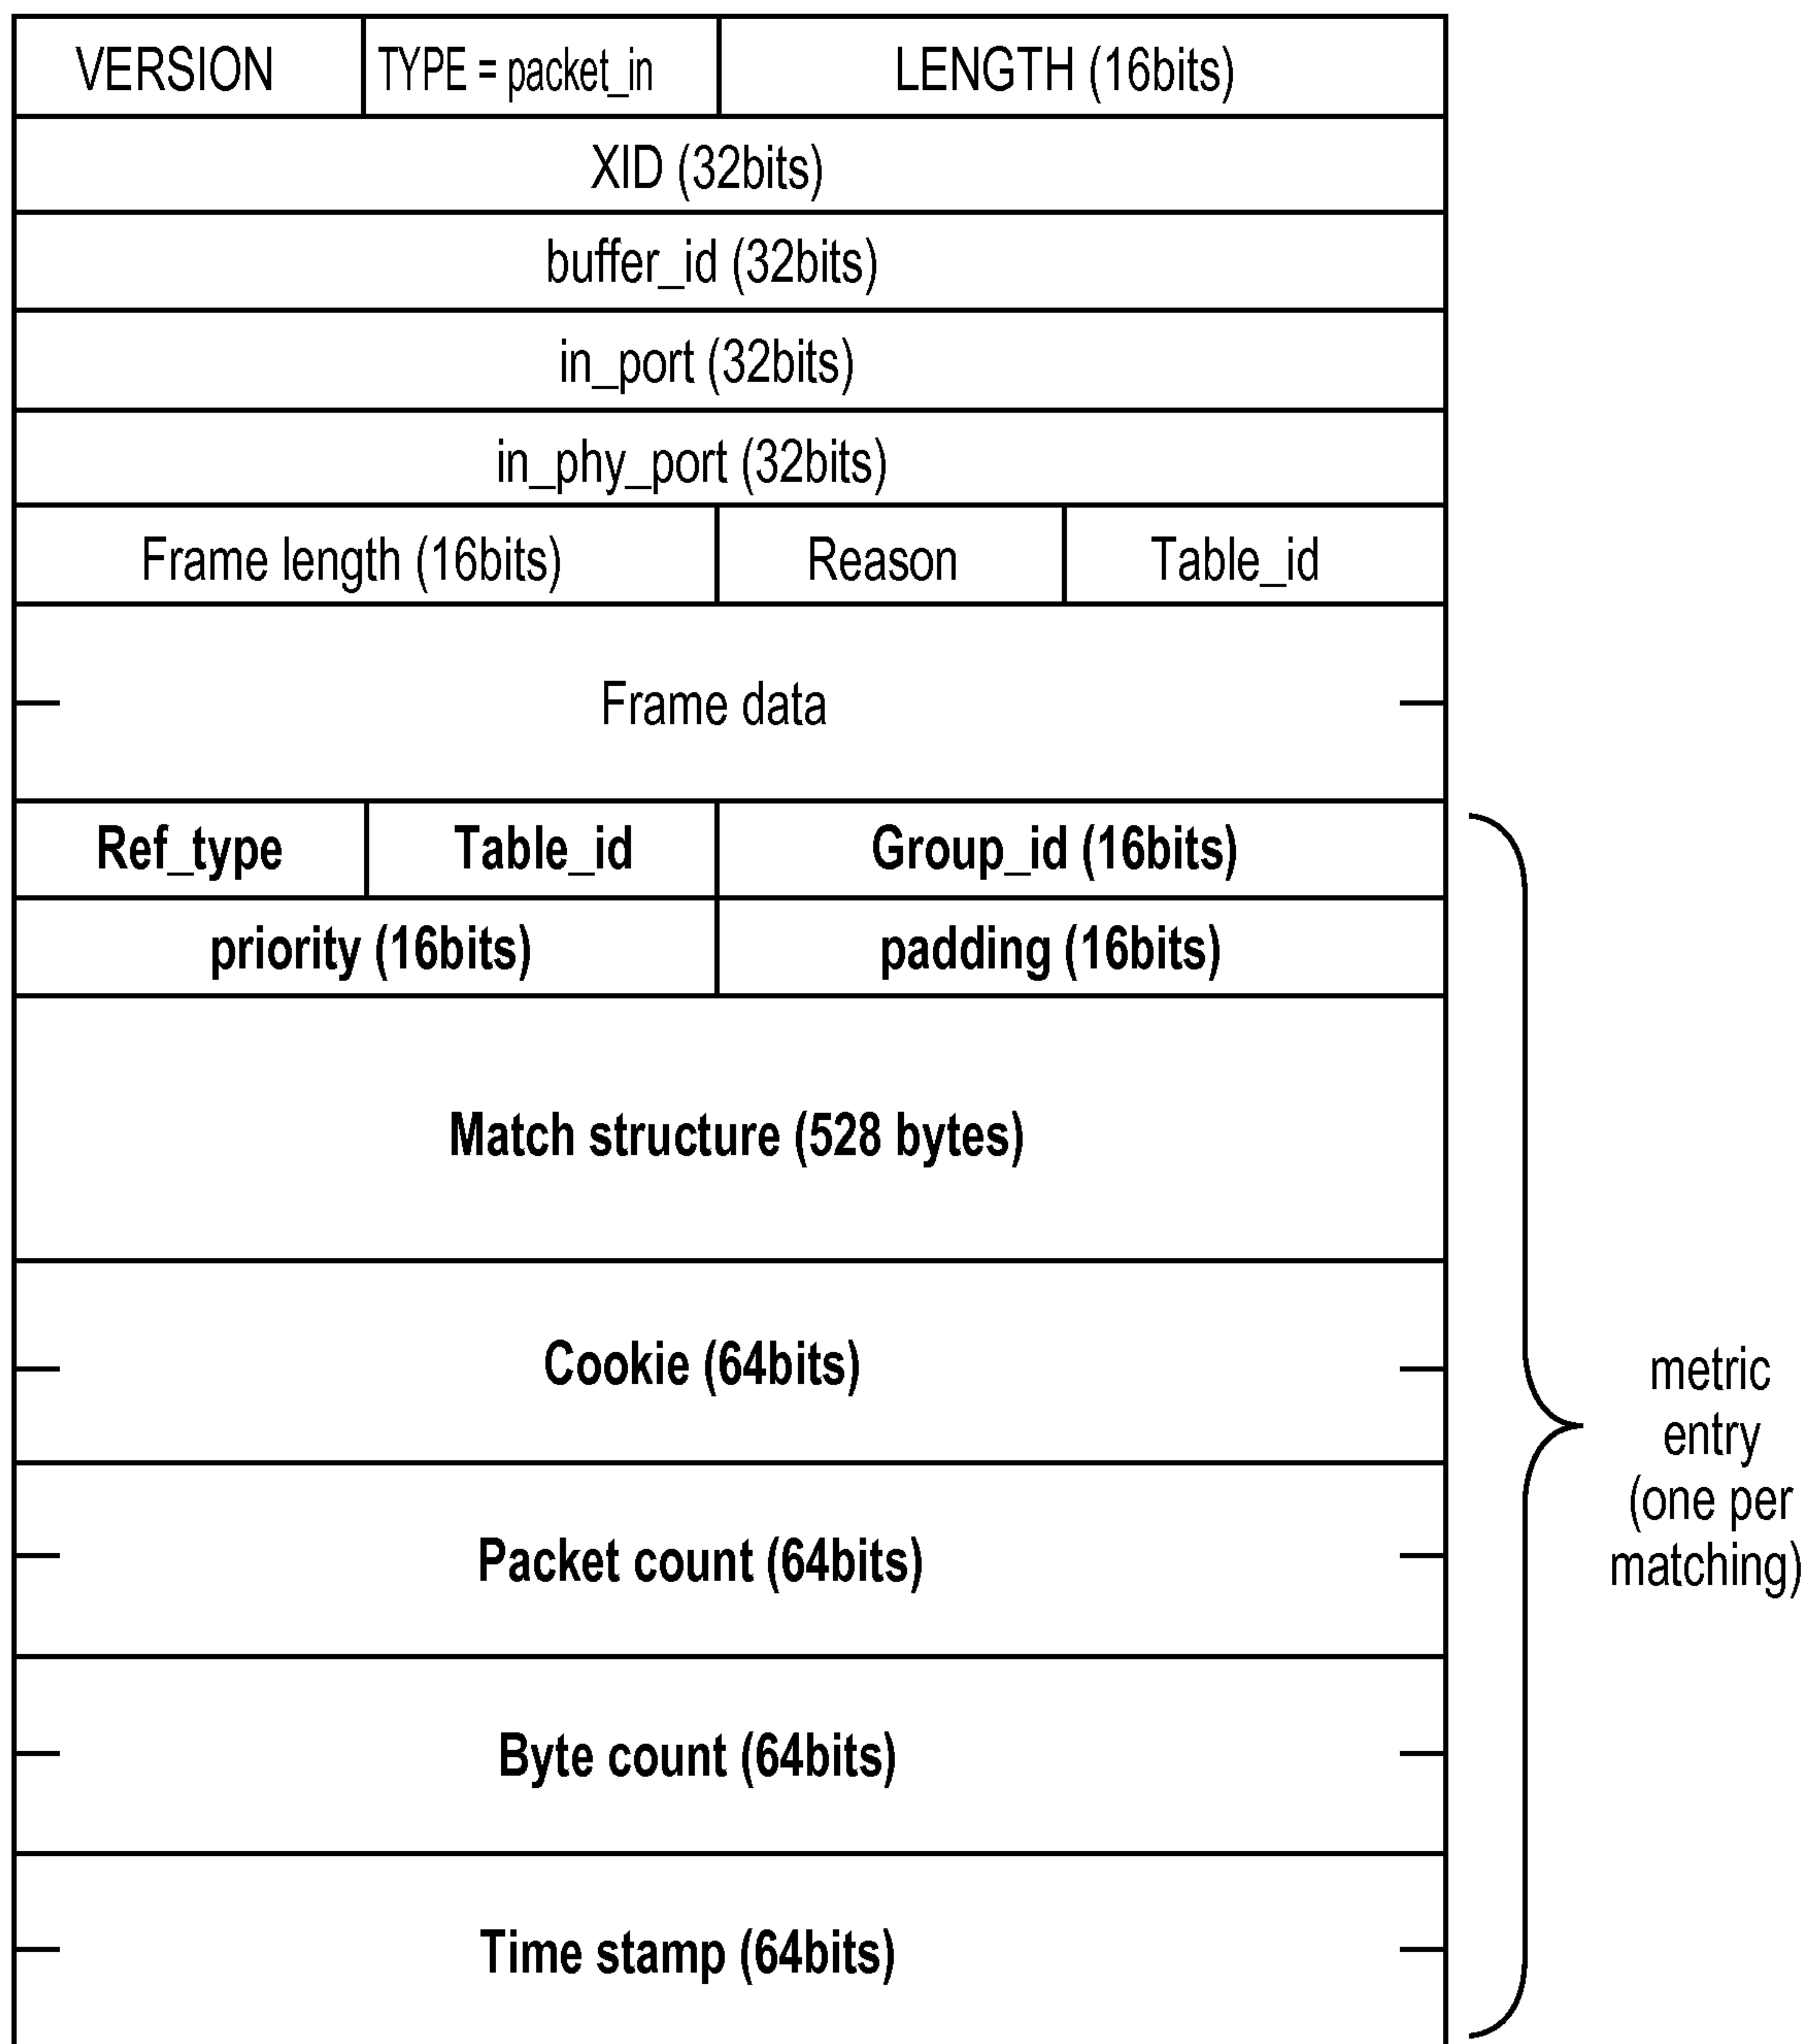 VERSION TYPE = packet_in LENGTH (16bits)
XID (32bits)
buffer_id (32bits)
in_port (32bits)
in_phy_port (32bits)
Frame length (16bits) Reason Table_id
Frame data
Ref_type Table_id Group_id (16bits)
priority (16bits) padding (16bits)
Match structure (528 bytes)
Cookie (64bits)
Packet count (64bits)
Byte count (64bits)
Time stamp (64bits)
metric
entry
(one per
matching)